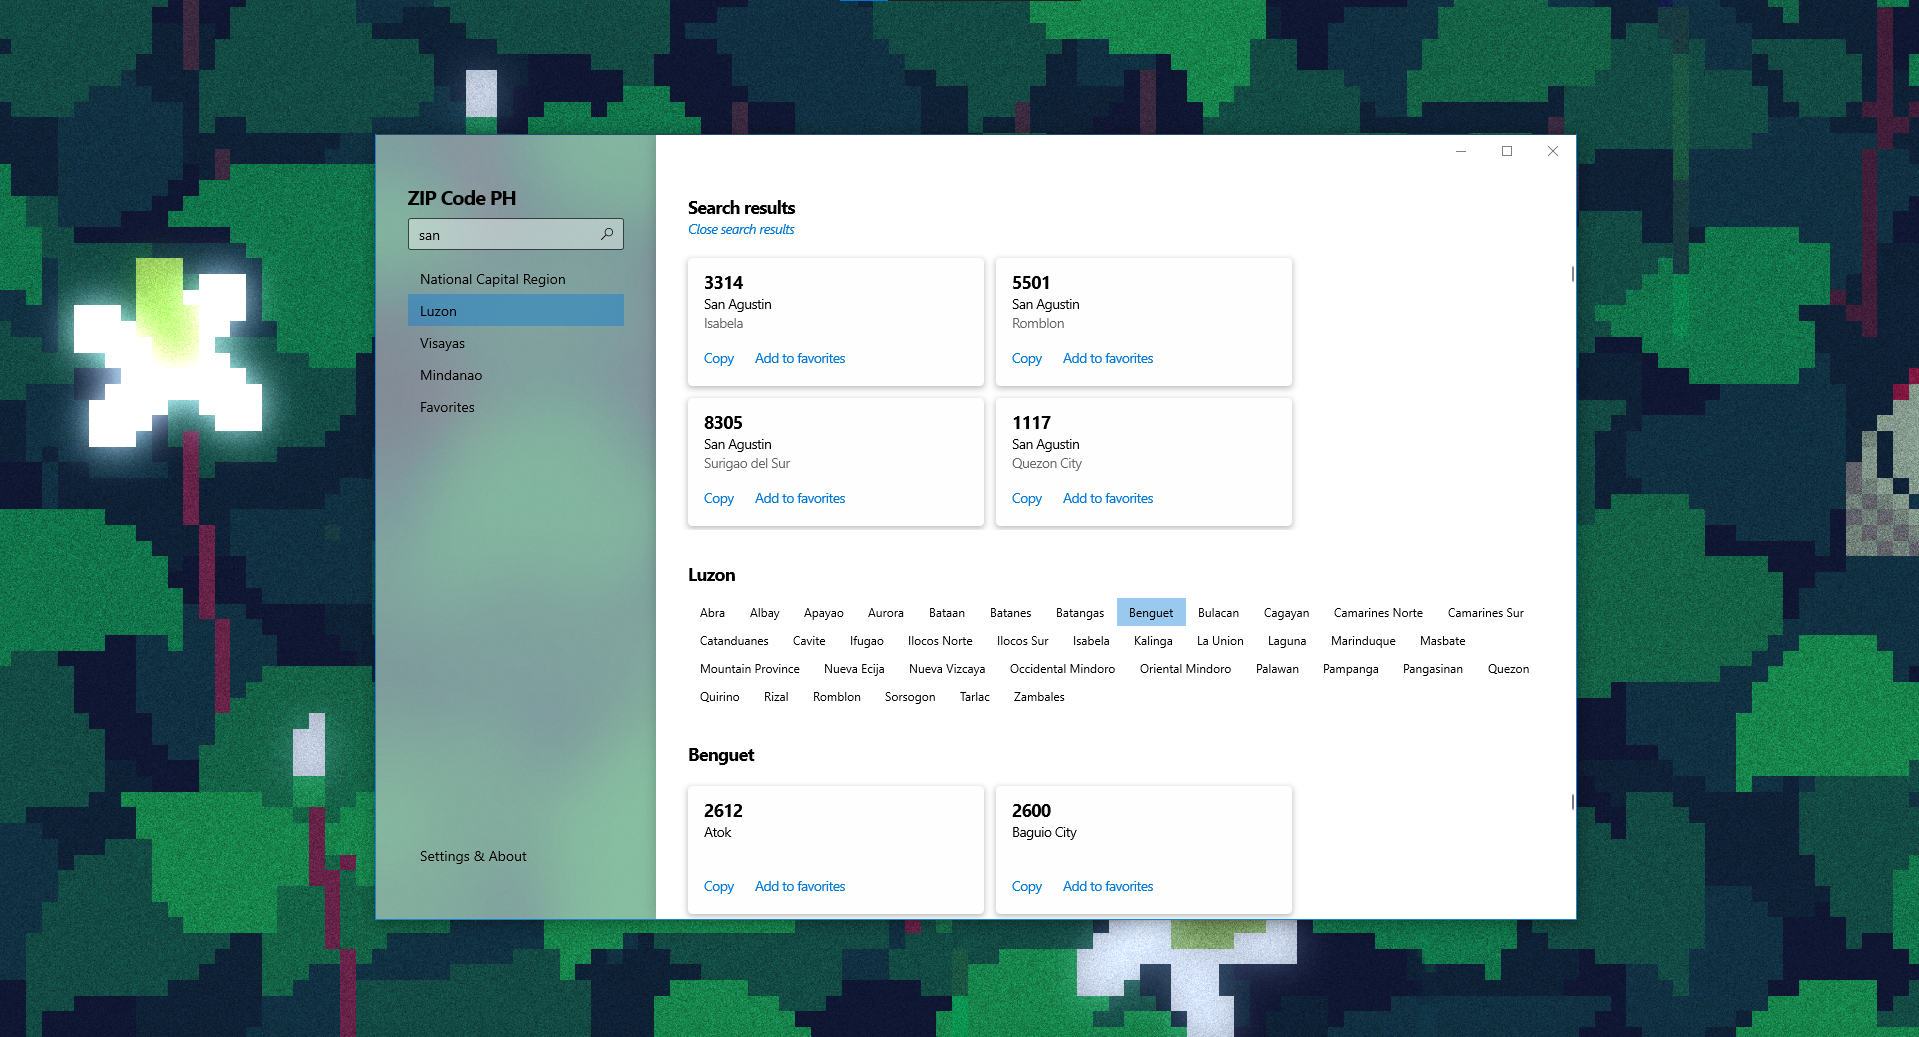 ZIP Code PH
san
National Capital Region
Luzon
Visayas
Mindanao
Favorites
Settings & About
Search results
Close search results
3314
San Agustin
Isabela
Copy Add to favorites
5501
San Agustin
Romblon
Copy Add to favorites
8305
San Agustin
Surigao del Sur
Copy Add to favorites
1117
San Agustin
Quezon City
Copy Add to favorites
Luzon
Abra Albay Apayao Aurora Bataan Batanes Batangas Benguet Bulacan Cagayan Camarines Norte Camarines Sur
Catanduanes Cavite Ifugao Ilocos Norte Ilocos Sur Isabela Kalinga La Union Laguna Marinduque Masbate
Mountain Province Nueva Ecija Nueva Vizcaya Occidental Mindoro Oriental Mindoro Palawan Pampanga Pangasinan Quezon
Quirino Rizal Romblon Sorsogon Tarlac Zambales
Benguet
2612
Atok
Copy Add to favorites
2600
Baguio City
Copy Add to favorites